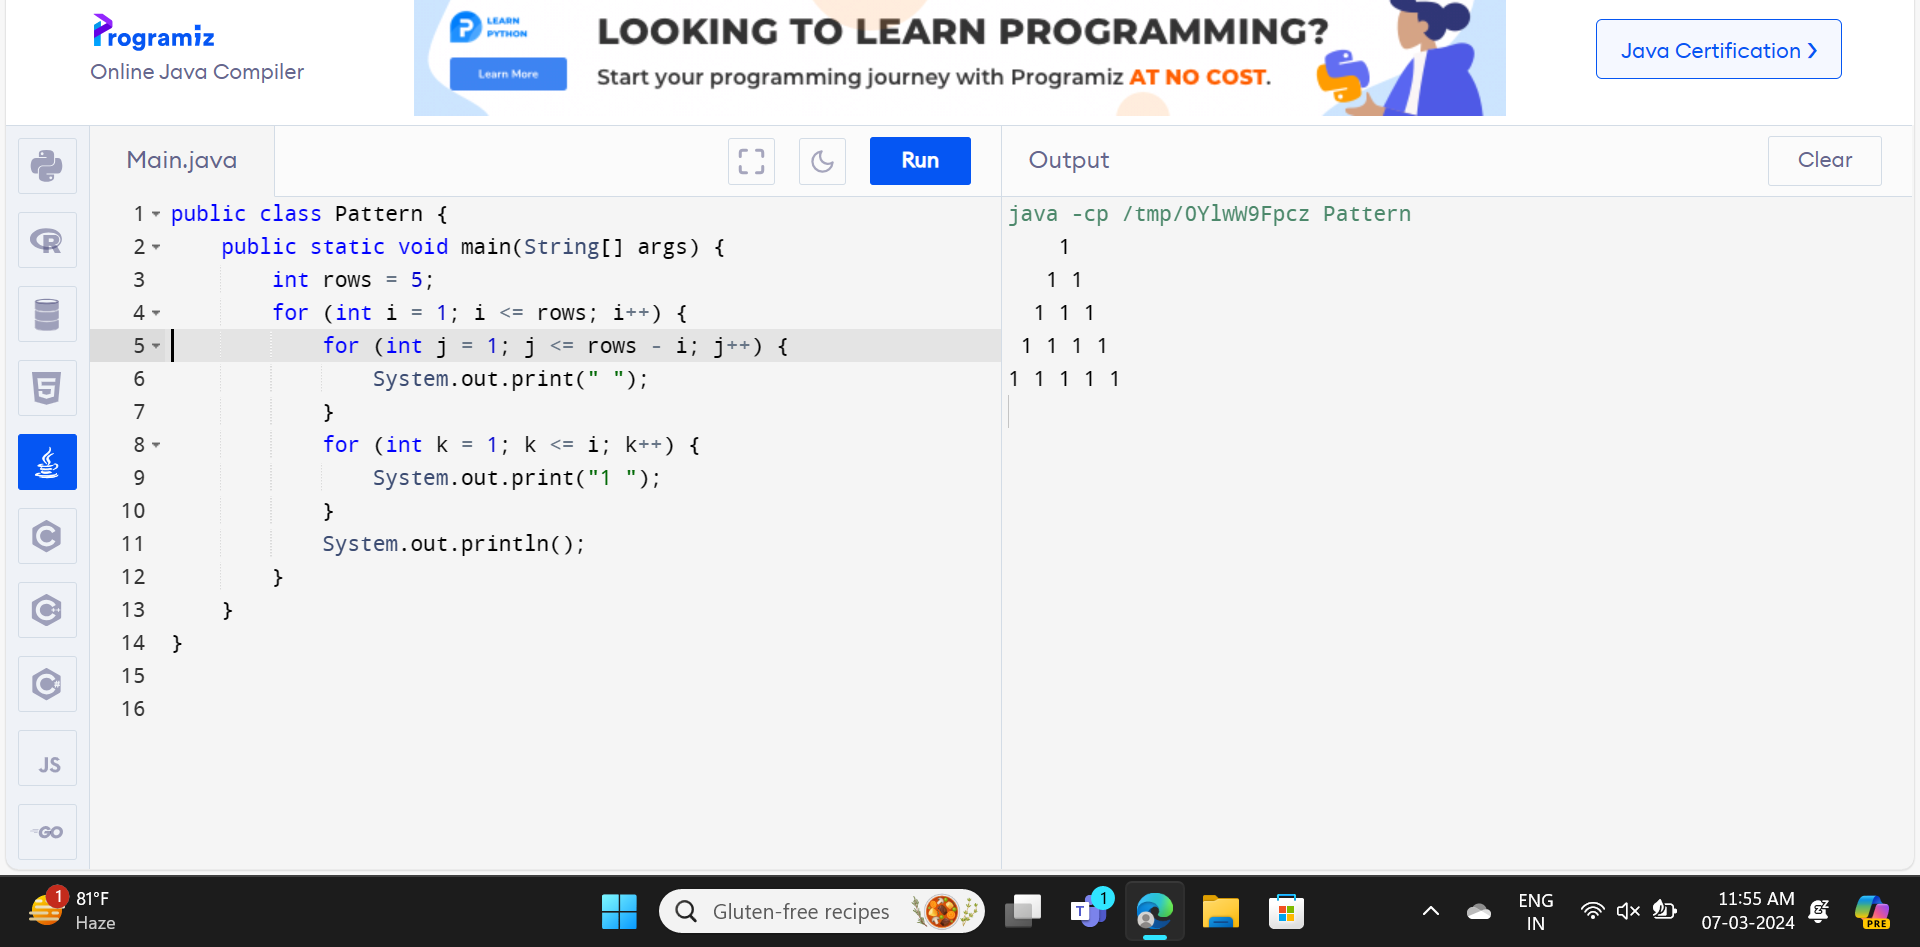 Programiz
Online Java Compiler
LEARN
PYTHON
Learn More
LOOKING TO LEARN PROGRAMMING?
Start your programming journey with Programiz AT NO COST.
Java Certification >
Main.java
Run
Output
Clear
1 public class Pattern {
2     public static void main(String[] args) {
3         int rows = 5;
4         for (int i = 1; i <= rows; i++) {
5             for (int j = 1; j <= rows - i; j++) {
6                 System.out.print(" ");
7             }
8             for (int k = 1; k <= i; k++) {
9                 System.out.print("1 ");
10             }
11             System.out.println();
12         }
13     }
14 }
15
16
java -cp /tmp/OYlwW9Fpcz Pattern
    1
   1 1
  1 1 1
 1 1 1 1
1 1 1 1 1
R
5
C
C++
C#
JS
GO
1
81°F
Haze
Gluten-free recipes
T
1
ENG
IN
11:55 AM
07-03-2024
PRE